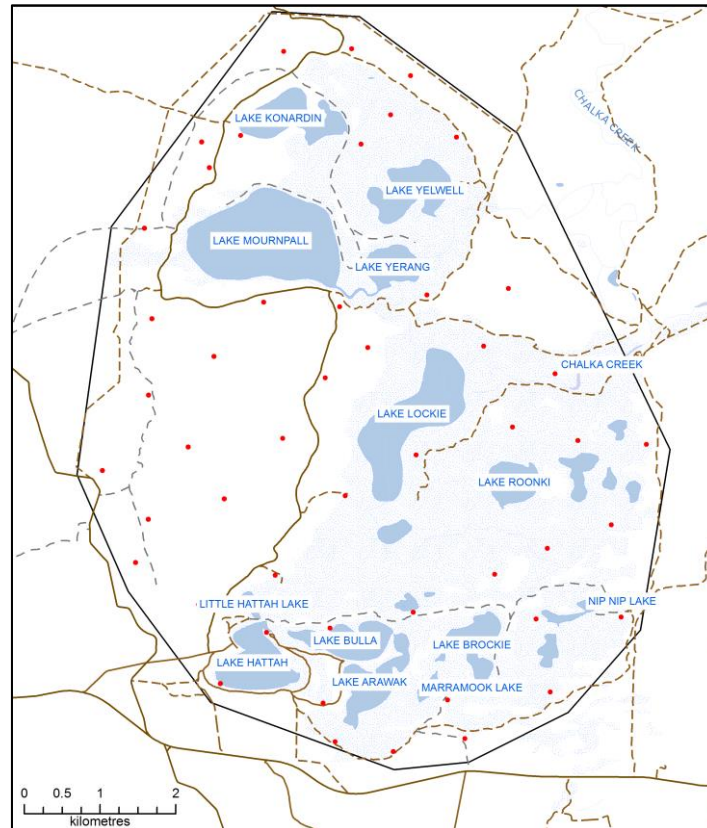 CHALKA CREEK
LAKE KONARDIN
LAKE YELWELL
LAKE MOURNPALL
LAKE YERANG
CHALKA CREEK
LAKE LOCKIE
LAKE ROONKI
LITTLE HATTAH LAKE
NIP NIP LAKE
LAKE BULLA
LAKE BROCKIE
LAKE HATTAH
LAKE ARAWAK
MARRAMOOK LAKE
0 0.5 1 2
kilometres